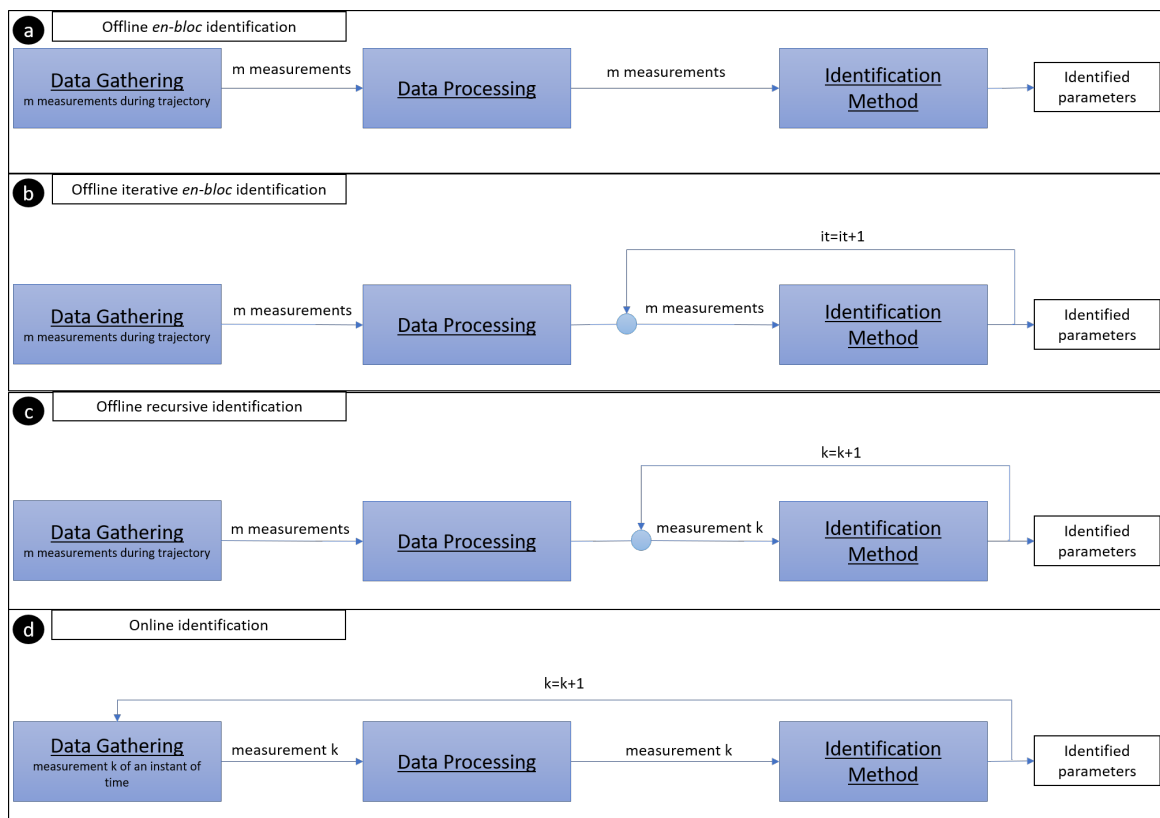 a
Offline en-bloc identification
Data Gathering
m measurements during trajectory
m measurements
Data Processing
m measurements
Identification
Method
Identified
parameters
b
Offline iterative en-bloc identification
it=it+1
Data Gathering
m measurements during trajectory
m measurements
Data Processing
m measurements
Identification
Method
Identified
parameters
c
Offline recursive identification
k=k+1
Data Gathering
m measurements during trajectory
m measurements
Data Processing
measurement k
Identification
Method
Identified
parameters
d
Online identification
k=k+1
Data Gathering
measurement k of an instant of
time
measurement k
Data Processing
measurement k
Identification
Method
Identified
parameters